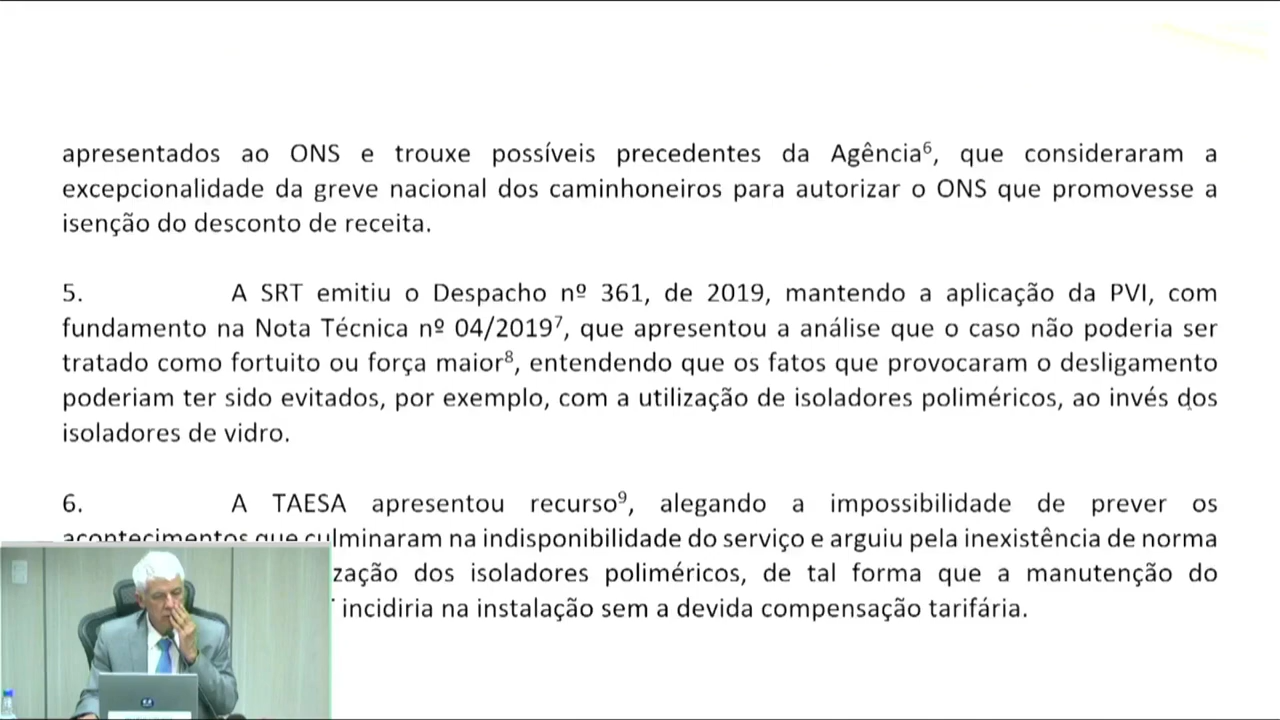 apresentados ao ONS e trouxe possíveis precedentes da Agência⁶, que consideraram a
excepcionalidade da greve nacional dos caminhoneiros para autorizar o ONS que promovesse a
isenção do desconto de receita.
5. A SRT emitiu o Despacho nº 361, de 2019, mantendo a aplicação da PVI, com
fundamento na Nota Técnica nº 04/2019⁷, que apresentou a análise que o caso não poderia ser
tratado como fortuito ou força maior⁸, entendendo que os fatos que provocaram o desligamento
poderiam ter sido evitados, por exemplo, com a utilização de isoladores poliméricos, ao invés dos
isoladores de vidro.
6. A TAESA apresentou recurso⁹, alegando a impossibilidade de prever os
acontecimentos que culminaram na indisponibilidade do serviço e arguiu pela inexistência de norma
zação dos isoladores poliméricos, de tal forma que a manutenção do
incidiria na instalação sem a devida compensação tarifária.